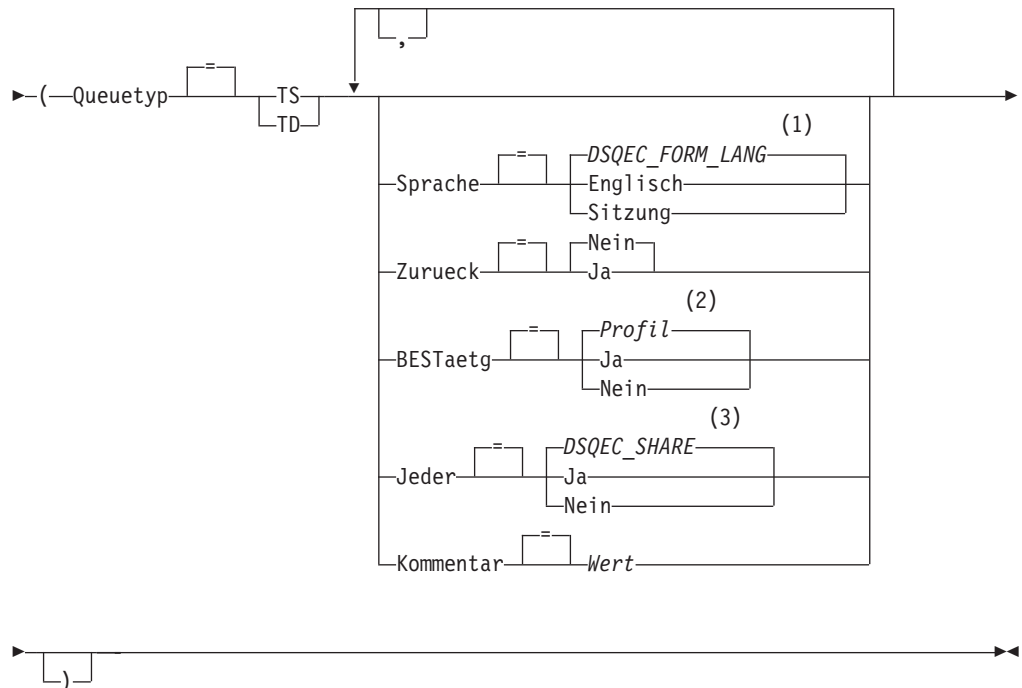 ,
( Queuetyp = TS
TD
(1)
Sprache = DSQEC_FORM_LANG
Englisch
Sitzung
Zurueck = Nein
Ja
(2)
BESTaetg = Profil
Ja
Nein
(3)
Jeder = DSQEC_SHARE
Ja
Nein
Kommentar = Wert
)